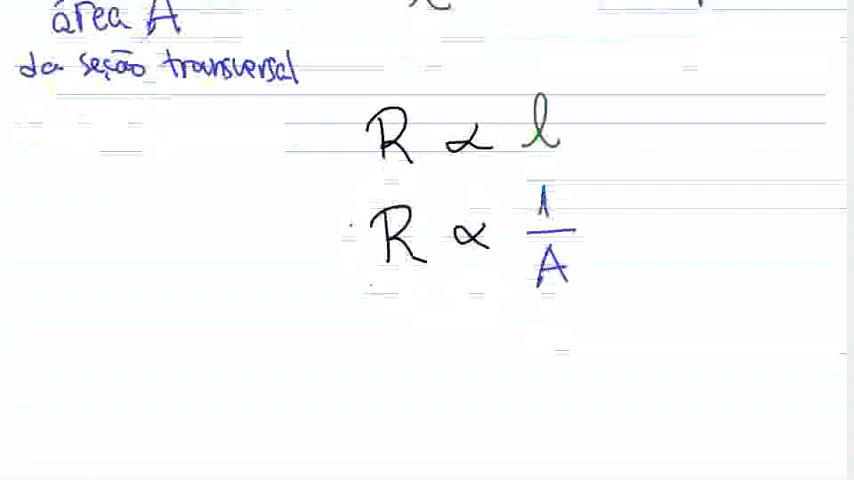 área A
da seção transversal
R ∝ l
R ∝ 1/A